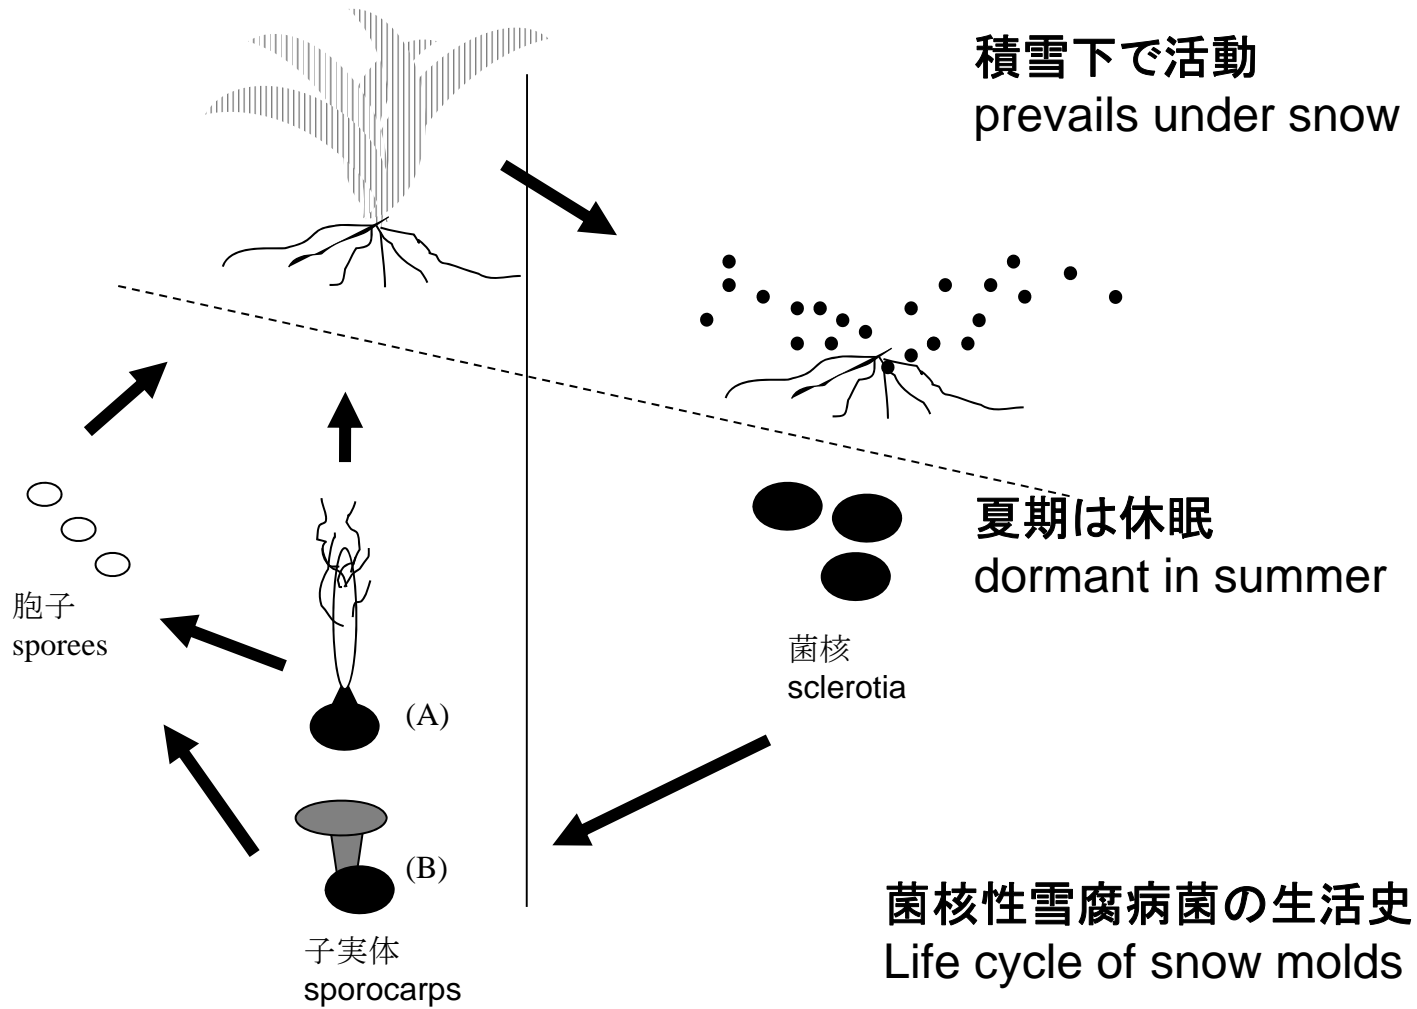 積雪下で活動
prevails under snow
夏期は休眠
dormant in summer
胞子
sporees
菌核
sclerotia
(A)
(B)
子実体
sporocarps
菌核性雪腐病菌の生活史
Life cycle of snow molds